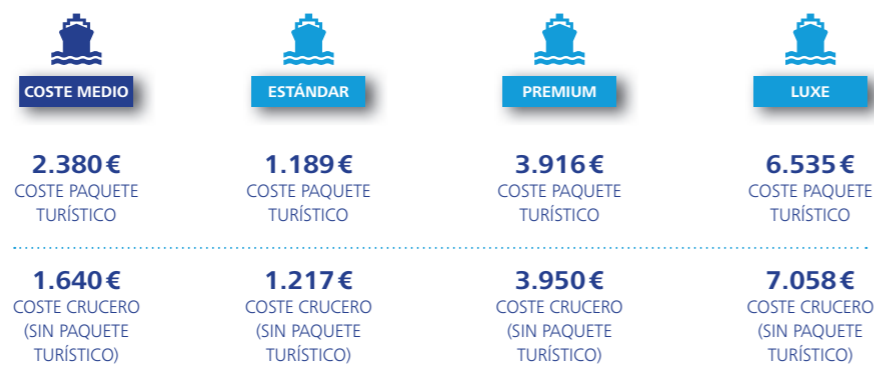 COSTE MEDIO
ESTÁNDAR
PREMIUM
LUXE
2.380€
COSTE PAQUETE
TURÍSTICO
1.189€
COSTE PAQUETE
TURÍSTICO
3.916€
COSTE PAQUETE
TURÍSTICO
6.535€
COSTE PAQUETE
TURÍSTICO
1.640€
COSTE CRUCERO
(SIN PAQUETE
TURÍSTICO)
1.217€
COSTE CRUCERO
(SIN PAQUETE
TURÍSTICO)
3.950€
COSTE CRUCERO
(SIN PAQUETE
TURÍSTICO)
7.058€
COSTE CRUCERO
(SIN PAQUETE
TURÍSTICO)